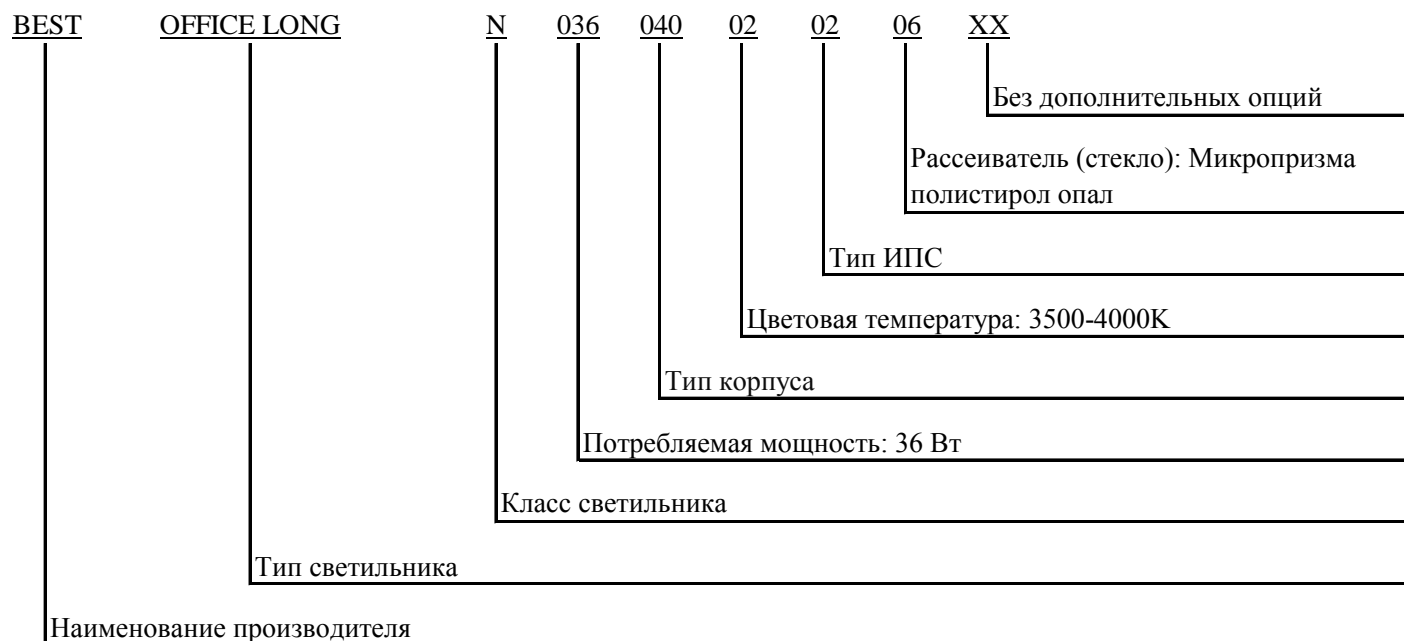 BEST OFFICE LONG N 036 040 02 02 06 XX
Без дополнительных опций
Рассеиватель (стекло): Микропризма
полистирол опал
Тип ИПС
Цветовая температура: 3500-4000К
Тип корпуса
Потребляемая мощность: 36 Вт
Класс светильника
Тип светильника
Наименование производителя